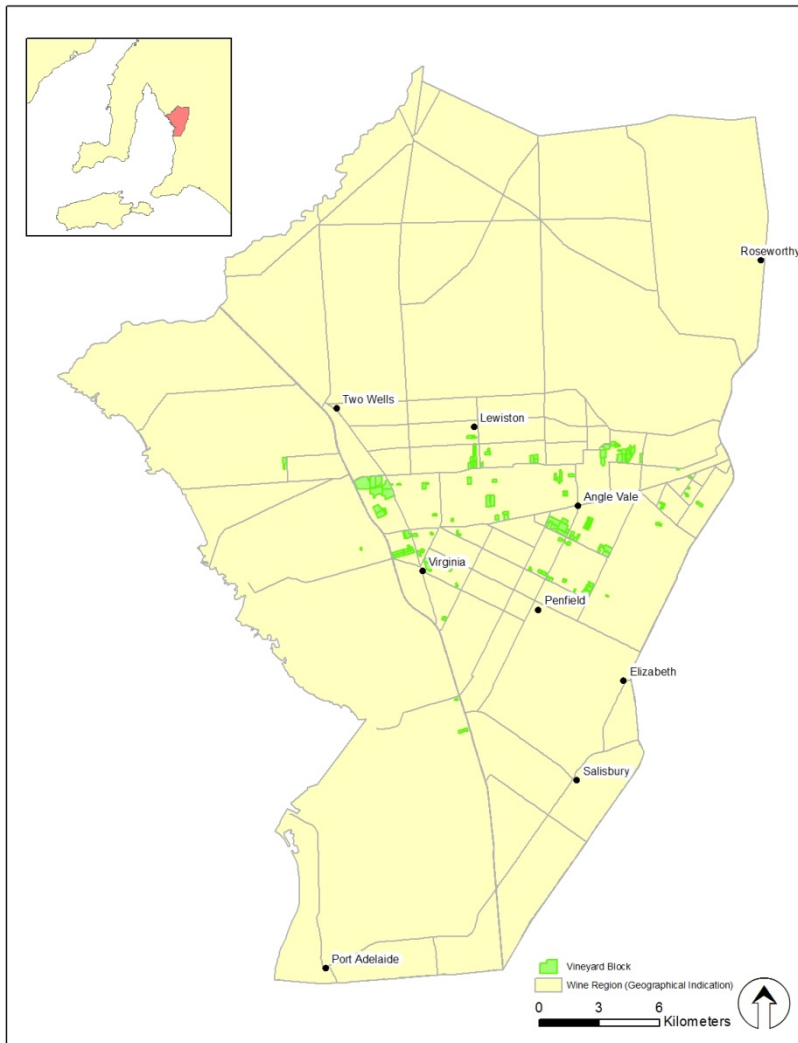 Roseworthy
Two Wells
Lewiston
Angle Vale
Virginia
Penfield
Elizabeth
Salisbury
Port Adelaide
Vineyard Block
Wine Region (Geographical Indication)
0 3 6
Kilometers